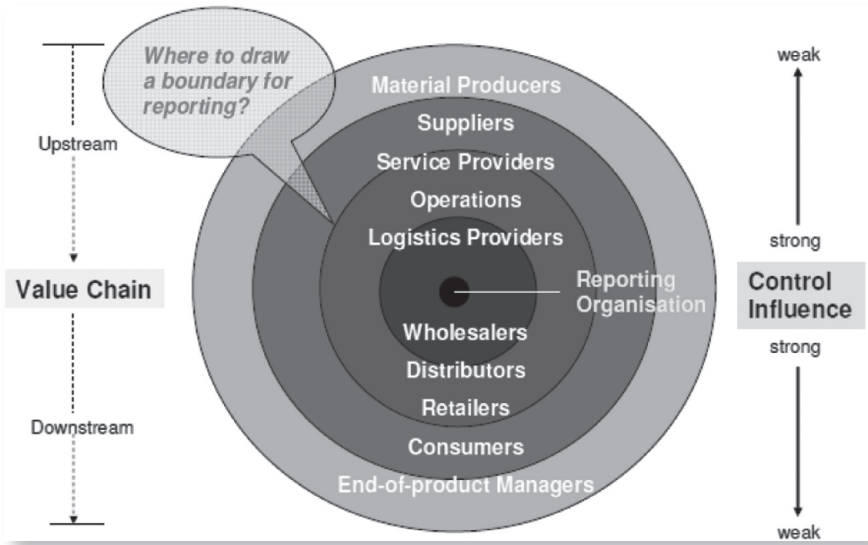 Where to draw
a boundary for
reporting?
Upstream
Value Chain
Downstream
Material Producers
Suppliers
Service Providers
Operations
Logistics Providers
Reporting
Organisation
Wholesalers
Distributors
Retailers
Consumers
End-of-product Managers
weak
strong
Control
Influence
strong
weak